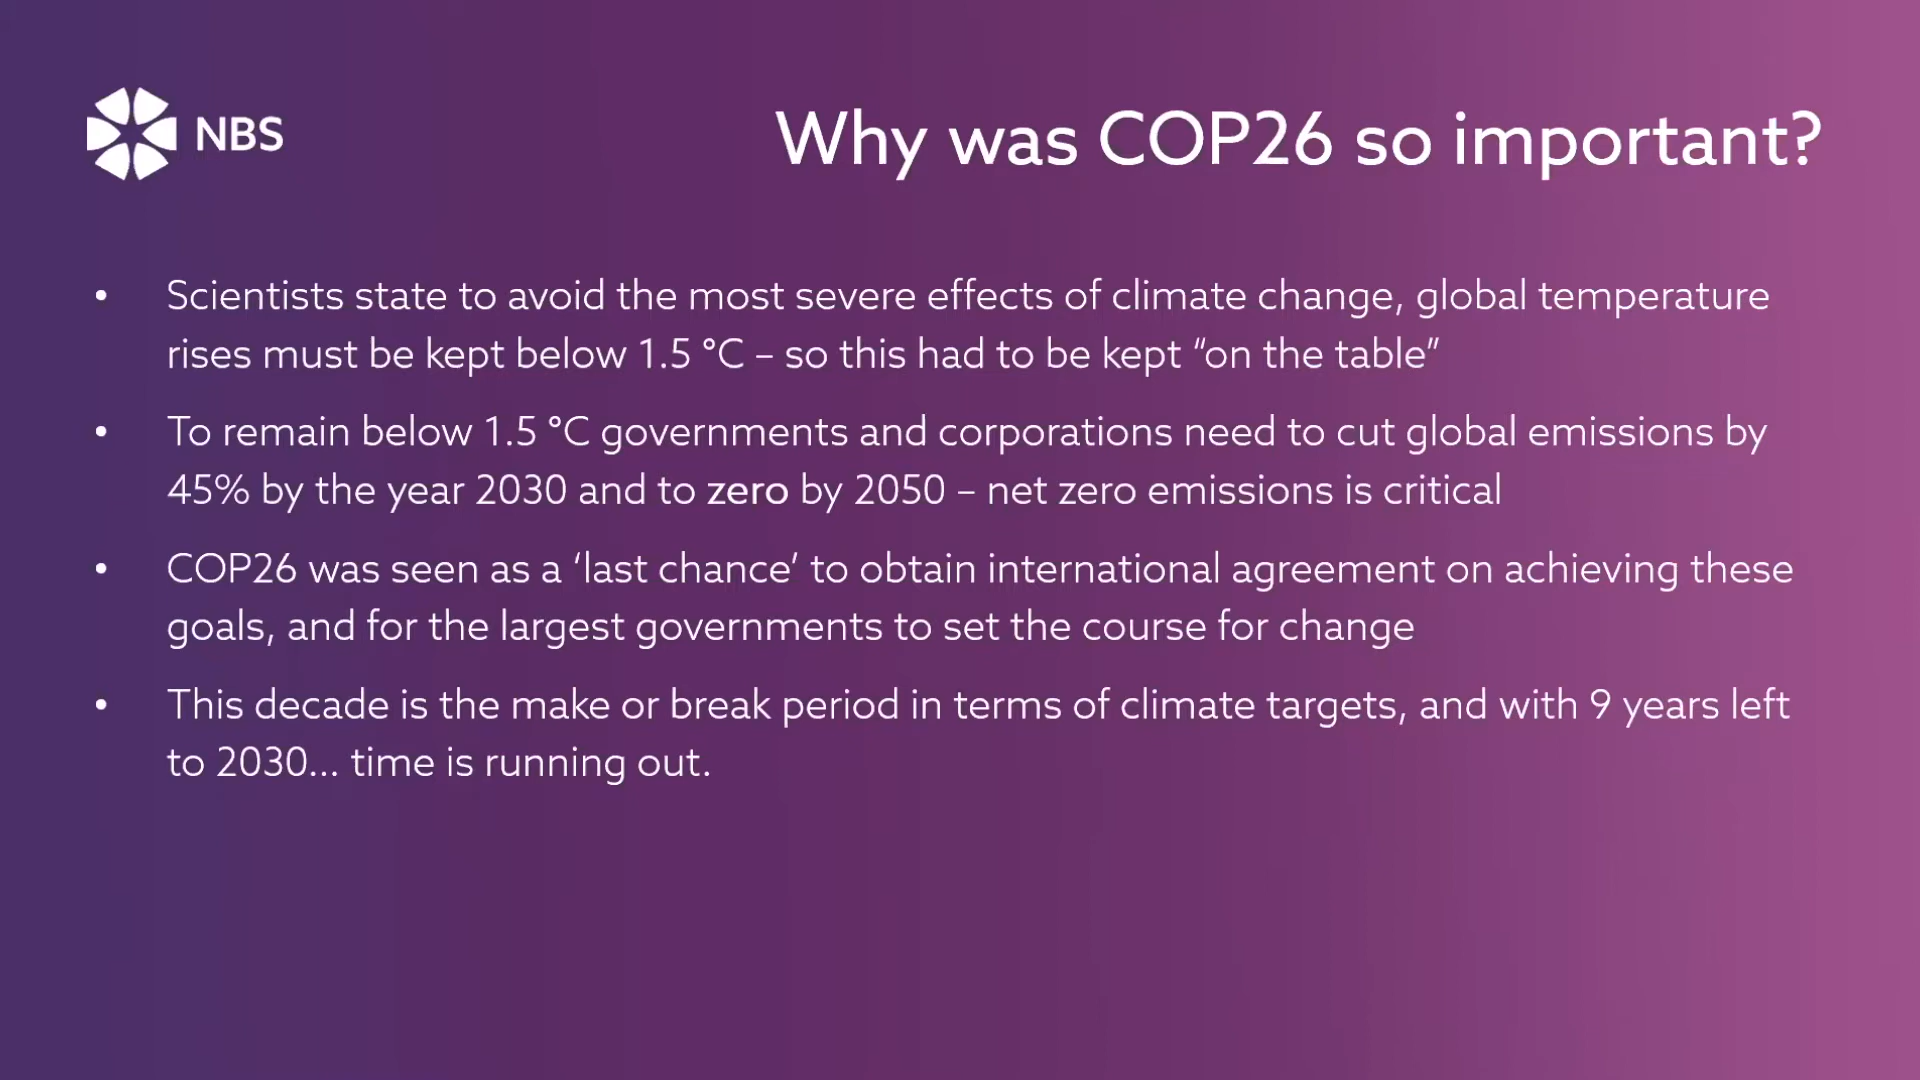 NBS
Why was COP26 so important?
• Scientists state to avoid the most severe effects of climate change, global temperature
rises must be kept below 1.5 °C – so this had to be kept “on the table”
• To remain below 1.5 °C governments and corporations need to cut global emissions by
45% by the year 2030 and to zero by 2050 – net zero emissions is critical
• COP26 was seen as a ‘last chance’ to obtain international agreement on achieving these
goals, and for the largest governments to set the course for change
• This decade is the make or break period in terms of climate targets, and with 9 years left
to 2030... time is running out.